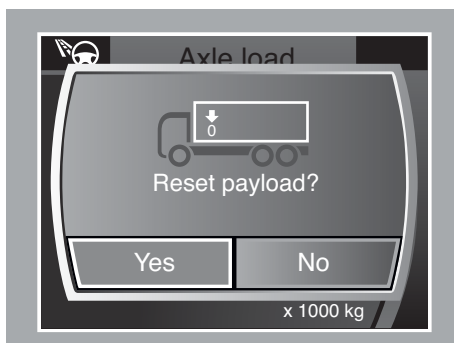 Axle load
0
Reset payload?
Yes
No
x 1000 kg